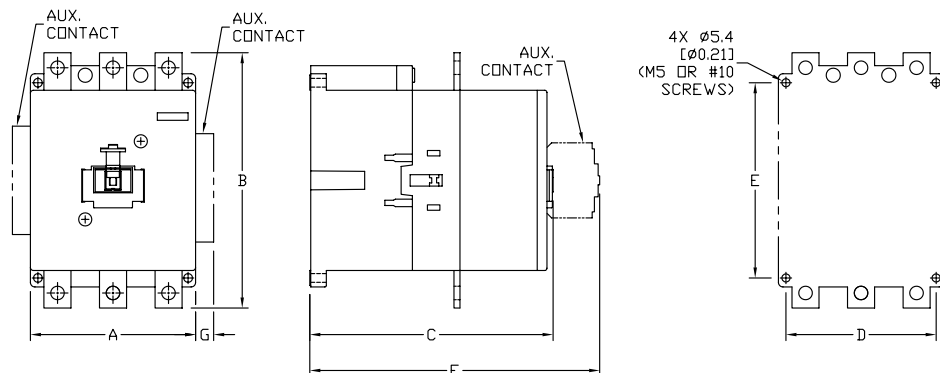 AUX.
CONTACT
AUX.
CONTACT
B
A
G
AUX.
CONTACT
C
F
4X Ø5.4
[Ø0.21]
(M5 OR #10
SCREWS)
E
D